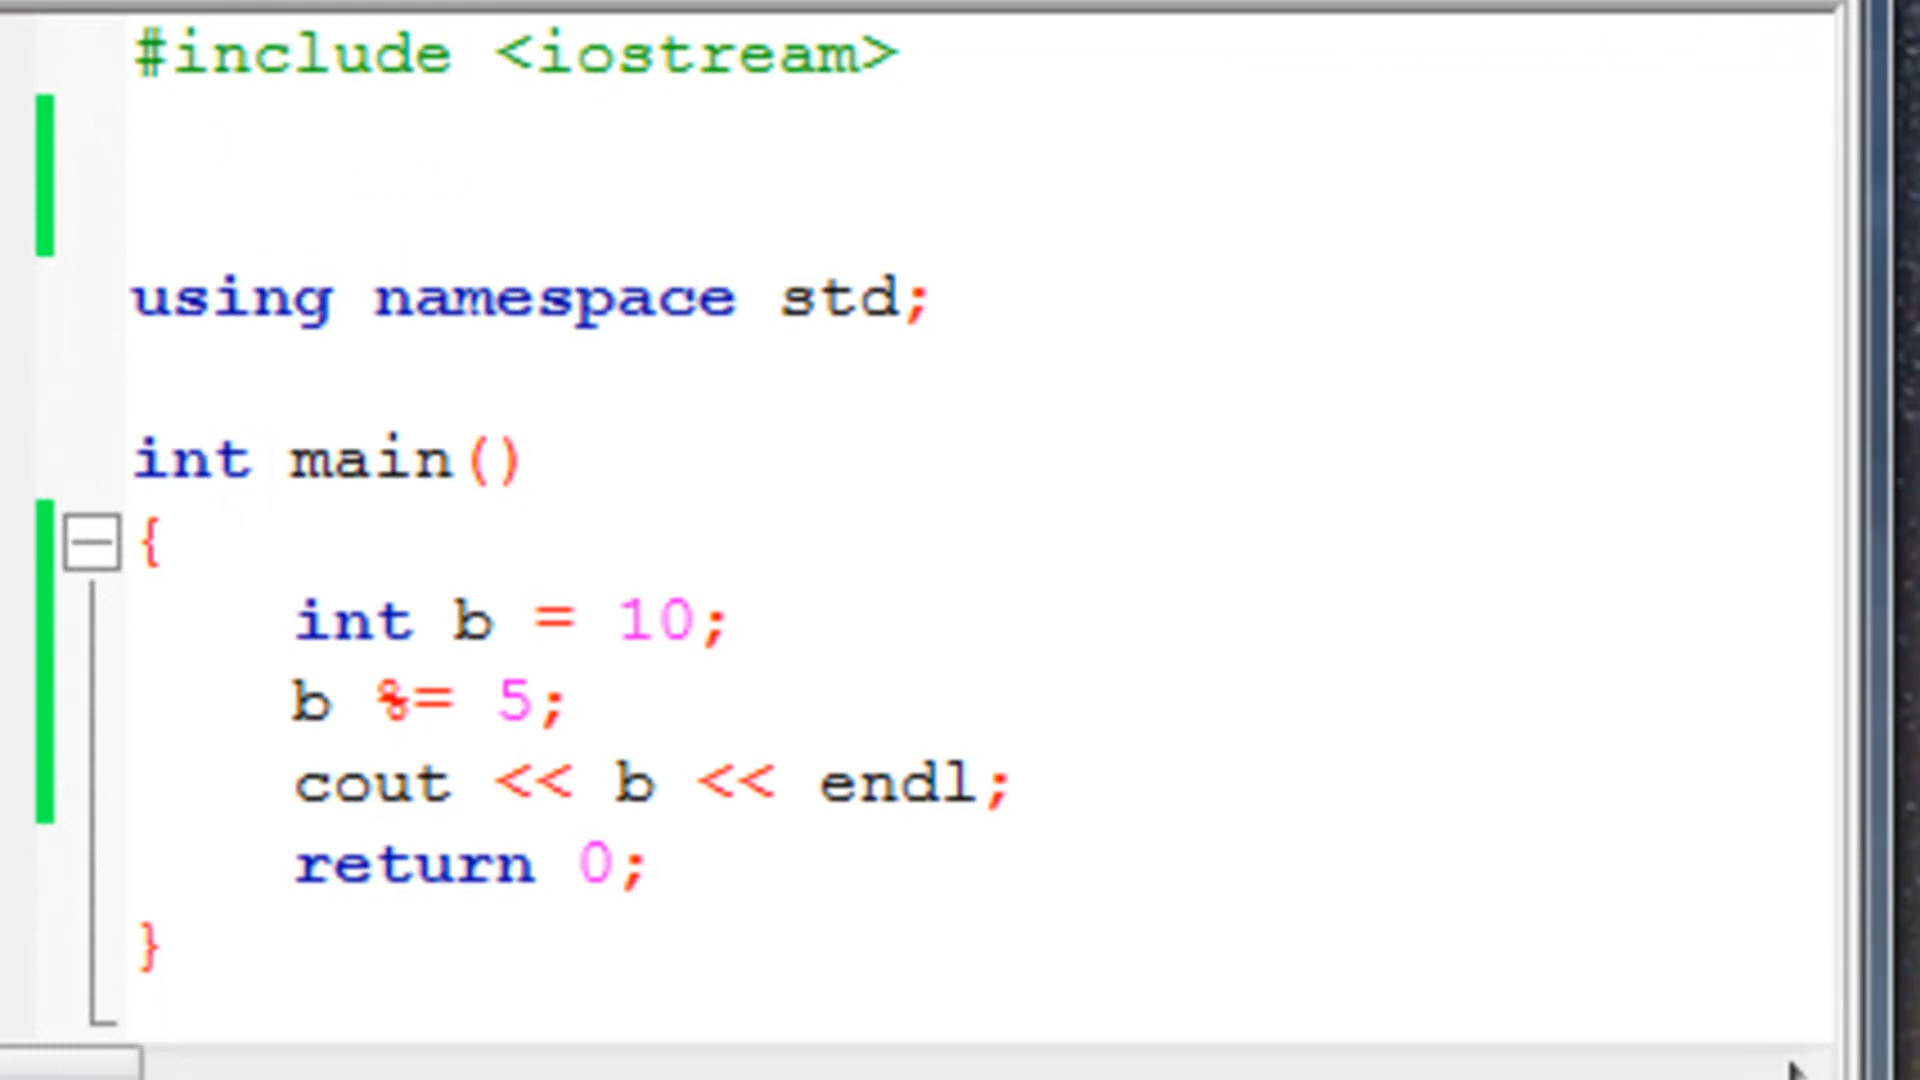 #include <iostream>
using namespace std;
int main()
{
    int b = 10;
    b %= 5;
    cout << b << endl;
    return 0;
}